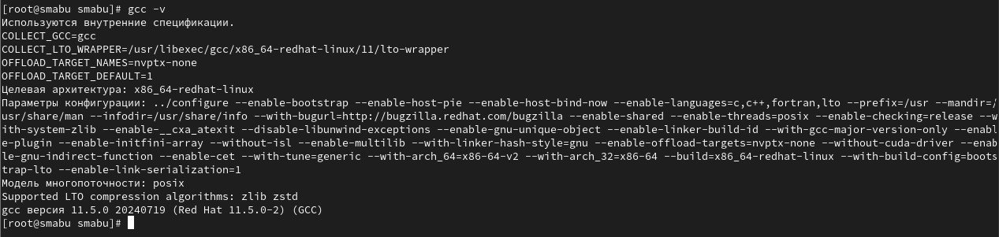 [root@smabu smabu]# gcc -v
Используются внутренние спецификации.
COLLECT_GCC=gcc
COLLECT_LTO_WRAPPER=/usr/libexec/gcc/x86_64-redhat-linux/11/lto-wrapper
OFFLOAD_TARGET_NAMES=nvptx-none
OFFLOAD_TARGET_DEFAULT=1
Целевая архитектура: x86_64-redhat-linux
Параметры конфигурации: ../configure --enable-bootstrap --enable-host-pie --enable-host-bind-now --enable-languages=c,c++,fortran,lto --prefix=/usr --mandir=/
usr/share/man --infodir=/usr/share/info --with-bugurl=http://bugzilla.redhat.com/bugzilla --enable-shared --enable-threads=posix --enable-checking=release --w
ith-system-zlib --enable-__cxa_atexit --disable-libunwind-exceptions --enable-gnu-unique-object --enable-linker-build-id --with-gcc-major-version-only --enabl
e-plugin --enable-initfini-array --without-isl --enable-multilib --with-linker-hash-style=gnu --enable-offload-targets=nvptx-none --without-cuda-driver --enab
le-gnu-indirect-function --enable-cet --with-tune=generic --with-arch_64=x86-64-v2 --with-arch_32=x86-64 --build=x86_64-redhat-linux --with-build-config=boots
trap-lto --enable-link-serialization=1
Модель многопоточности: posix
Supported LTO compression algorithms: zlib zstd
gcc версия 11.5.0 20240719 (Red Hat 11.5.0-2) (GCC)
[root@smabu smabu]#